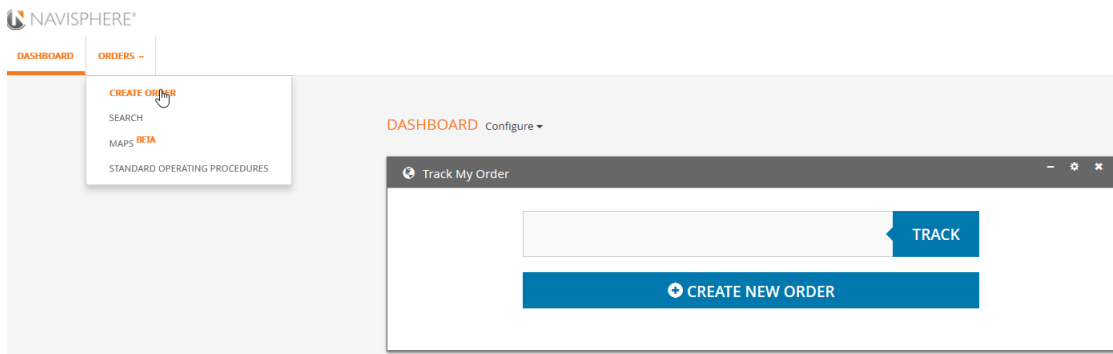 NAVISPHERE®
DASHBOARD ORDERS
CREATE ORDER
SEARCH
MAPS BETA
STANDARD OPERATING PROCEDURES
DASHBOARD Configure
Track My Order
TRACK
CREATE NEW ORDER